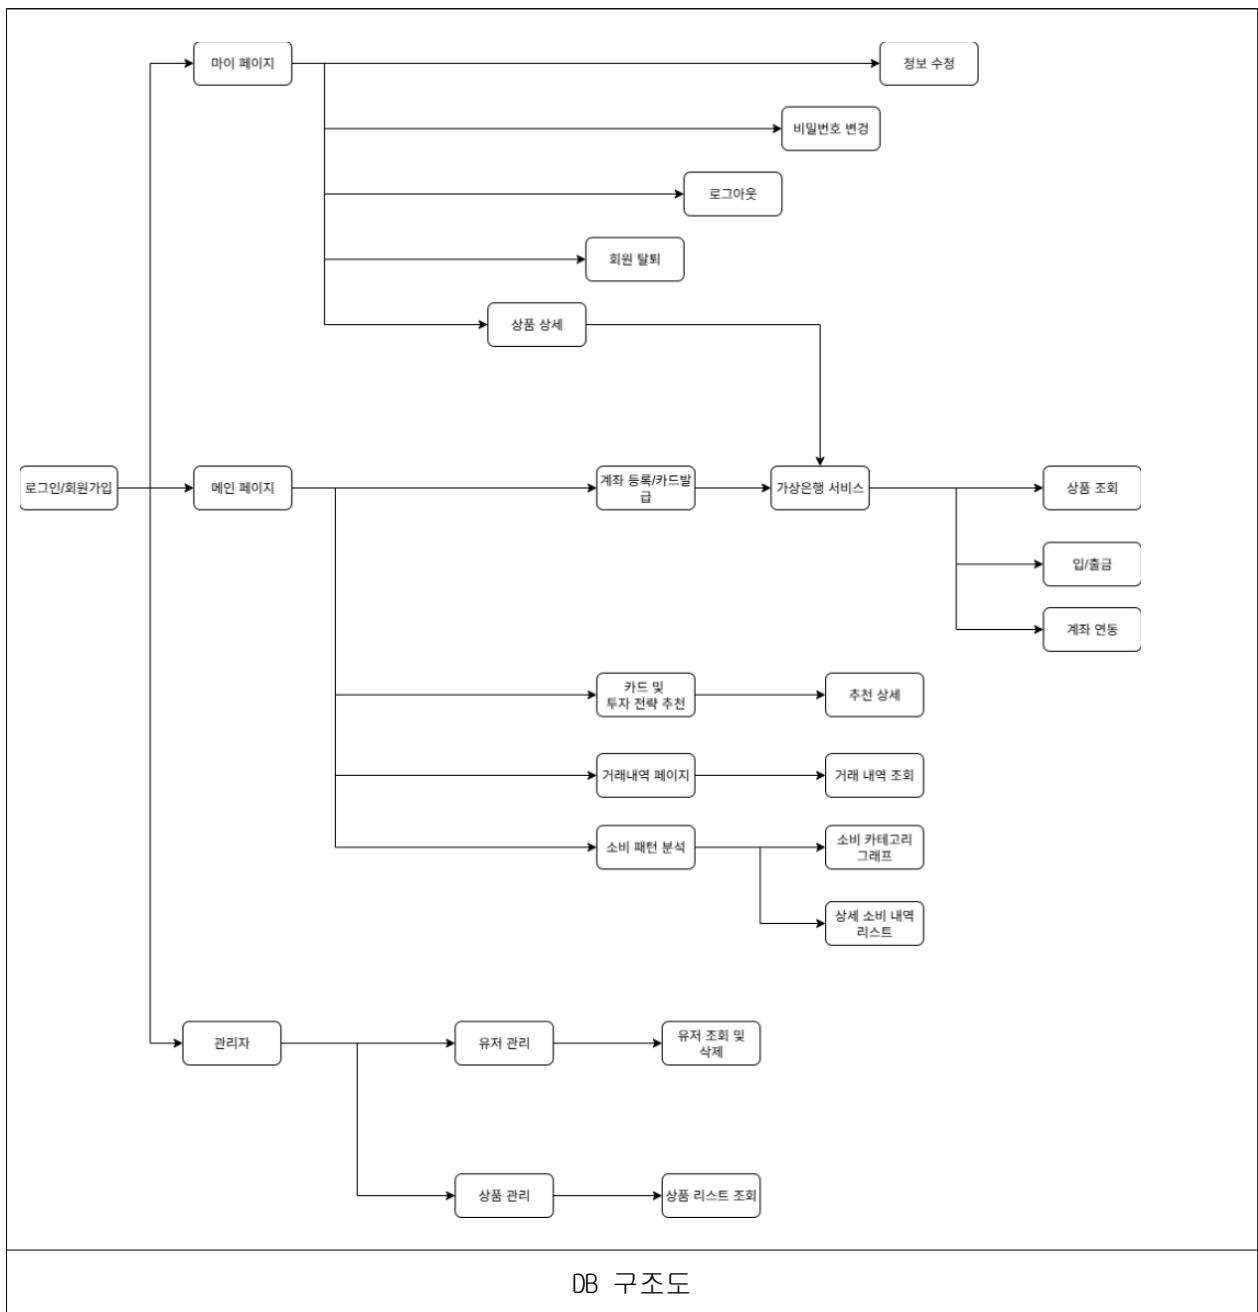 마이 페이지
정보 수정
비밀번호 변경
로그아웃
회원 탈퇴
상품 상세
로그인/회원가입
메인 페이지
계좌 등록/카드발
급
가상은행 서비스
상품 조회
입/출금
계좌 연동
카드 및
투자 전략 추천
추천 상세
거래내역 페이지
거래 내역 조회
소비 패턴 분석
소비 카테고리
그래프
상세 소비 내역
리스트
관리자
유저 관리
유저 조회 및
삭제
상품 관리
상품 리스트 조회
DB 구조도